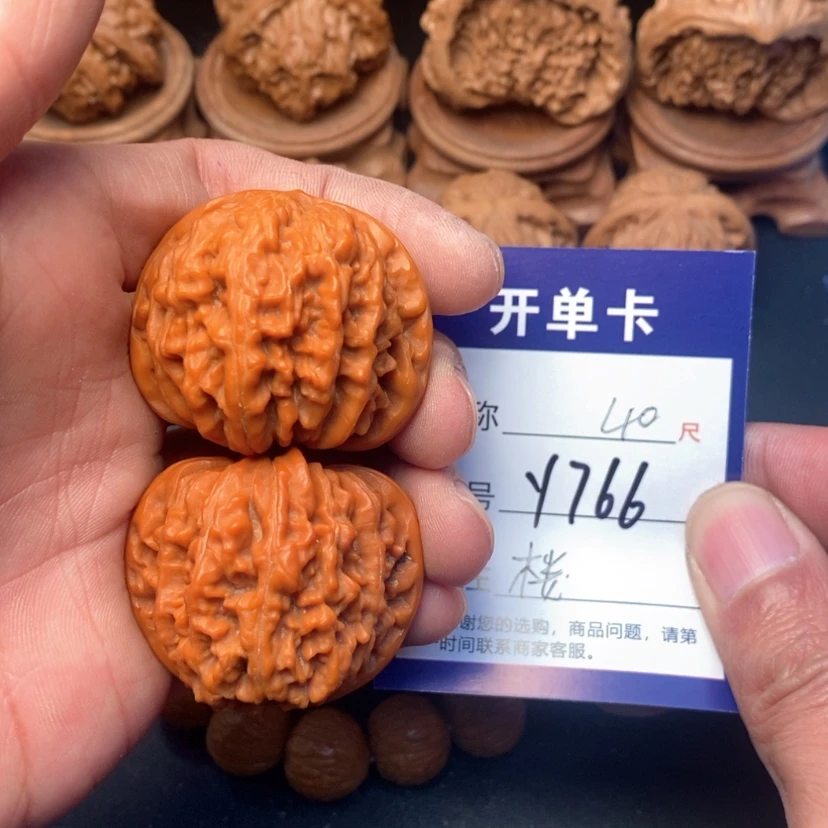 开单卡
称 40 尺
号 Y766
谢您的选购，商品问题，请第
时间联系商家客服。